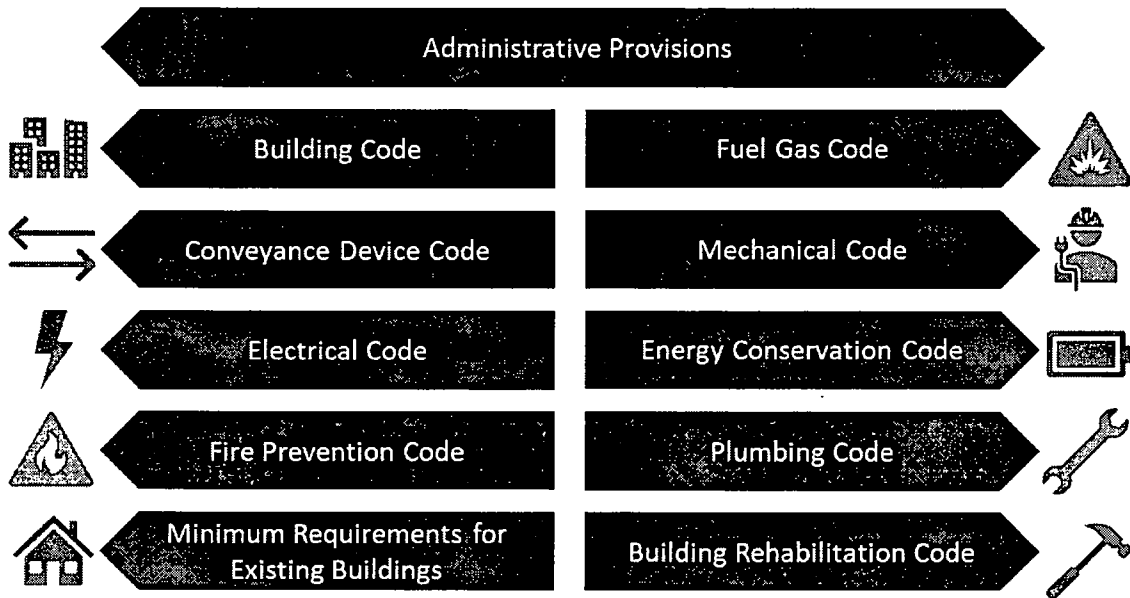 Administrative Provisions
Building Code
Fuel Gas Code
Conveyance Device Code
Mechanical Code
Electrical Code
Energy Conservation Code
Fire Prevention Code
Plumbing Code
Minimum Requirements for
Existing Buildings
Building Rehabilitation Code